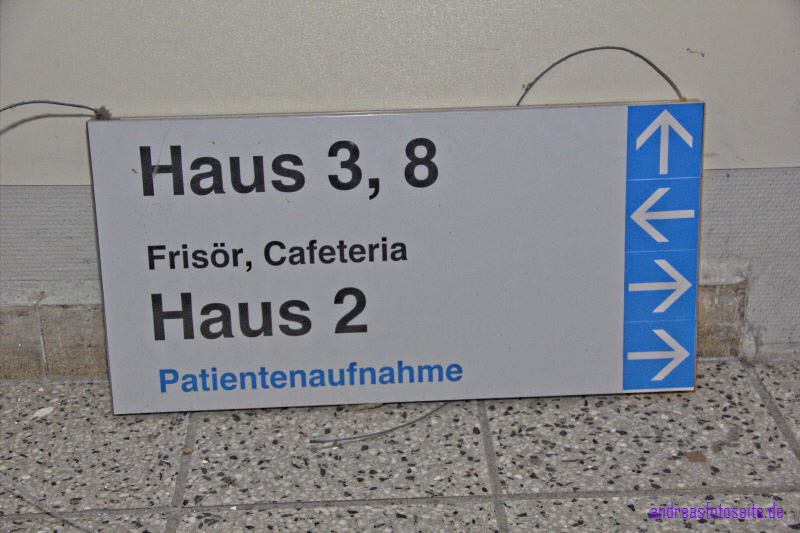 Haus 3, 8
Frisör, Cafeteria
Haus 2
Patientenaufnahme
andreasfotoseite.de